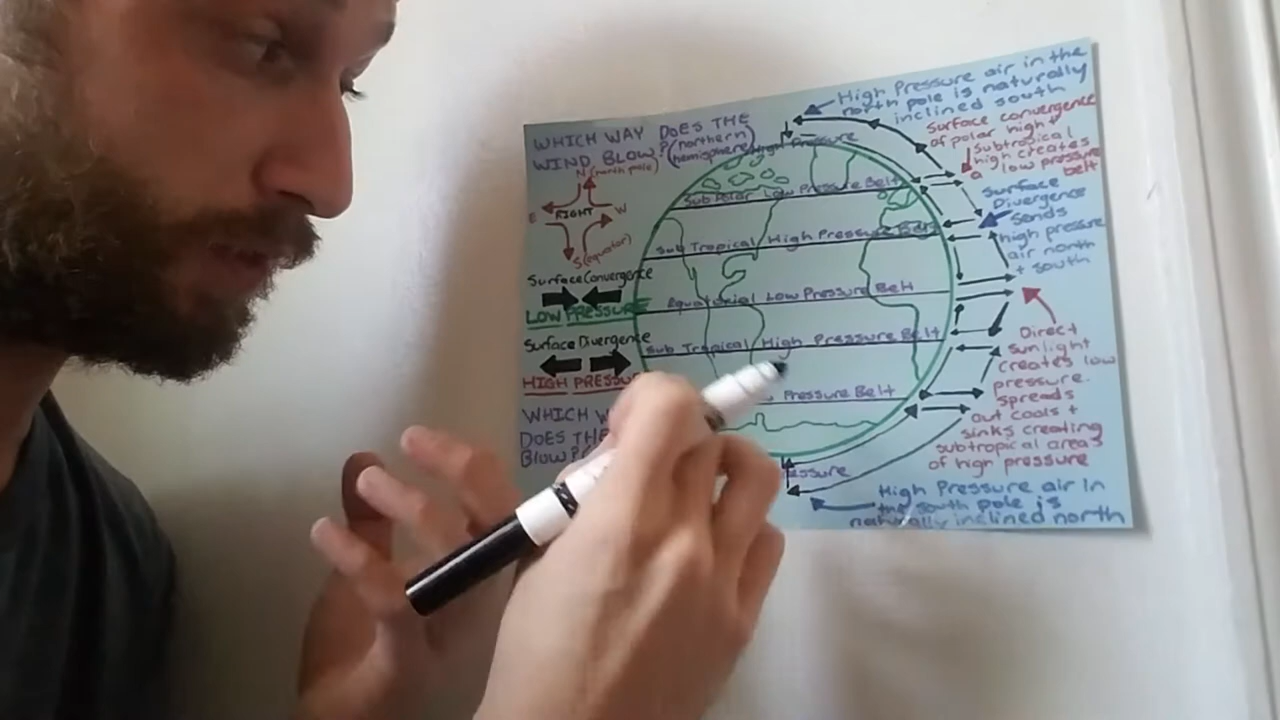 WHICH WAY DOES THE
WIND BLOW? (northern
hemisphere)
N (north pole)
E
RIGHT
W
S (equator)
Surface Convergence
LOW PRESSURE
Surface Divergence
HIGH PRESSU
WHICH W
DOES THE
BLOW
High Pressure
Sub Polar Low Pressure Belt
Sub Tropical High Pressure Belt
Equatorial Low Pressure Belt
Sub Tropical High Pressure Belt
Pressure Belt
essure
High Pressure air in the
north pole is naturally
inclined south
Surface convergence
of polar high +
subtropical
high creates
a low pressure
belt
Surface
Divergence
Sends
high pressure
air north
+ south
Direct
sunlight
creates low
pressure.
spreads
out cools +
sinks creating
subtropical areas
of high pressure
High Pressure air in
the south pole is
naturally inclined north